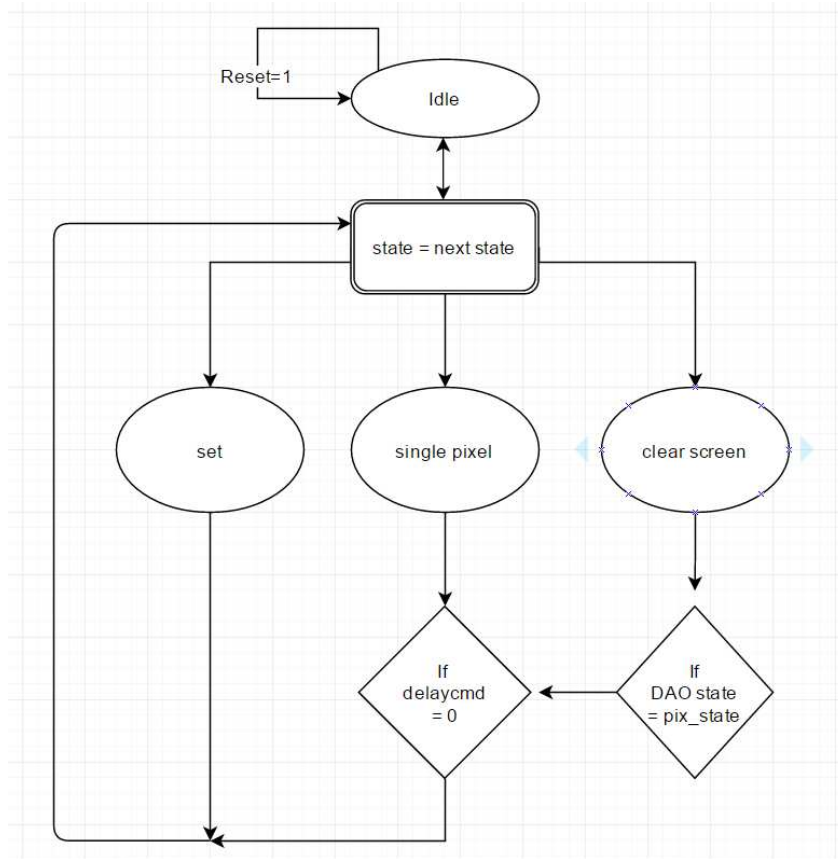 Reset=1
Idle
state = next state
set
single pixel
clear screen
If
delaycmd
= 0
If
DAO state
= pix_state